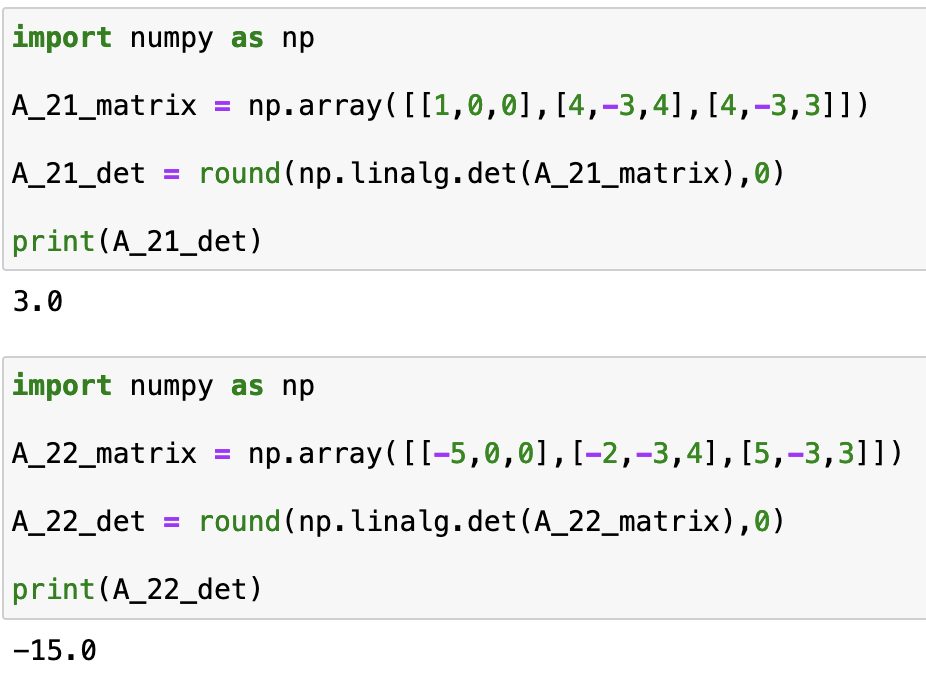 import numpy as np
A_21_matrix = np.array([[1,0,0],[4,-3,4],[4,-3,3]])
A_21_det = round(np.linalg.det(A_21_matrix),0)
print(A_21_det)
3.0
import numpy as np
A_22_matrix = np.array([[-5,0,0],[-2,-3,4],[5,-3,3]])
A_22_det = round(np.linalg.det(A_22_matrix),0)
print(A_22_det)
-15.0